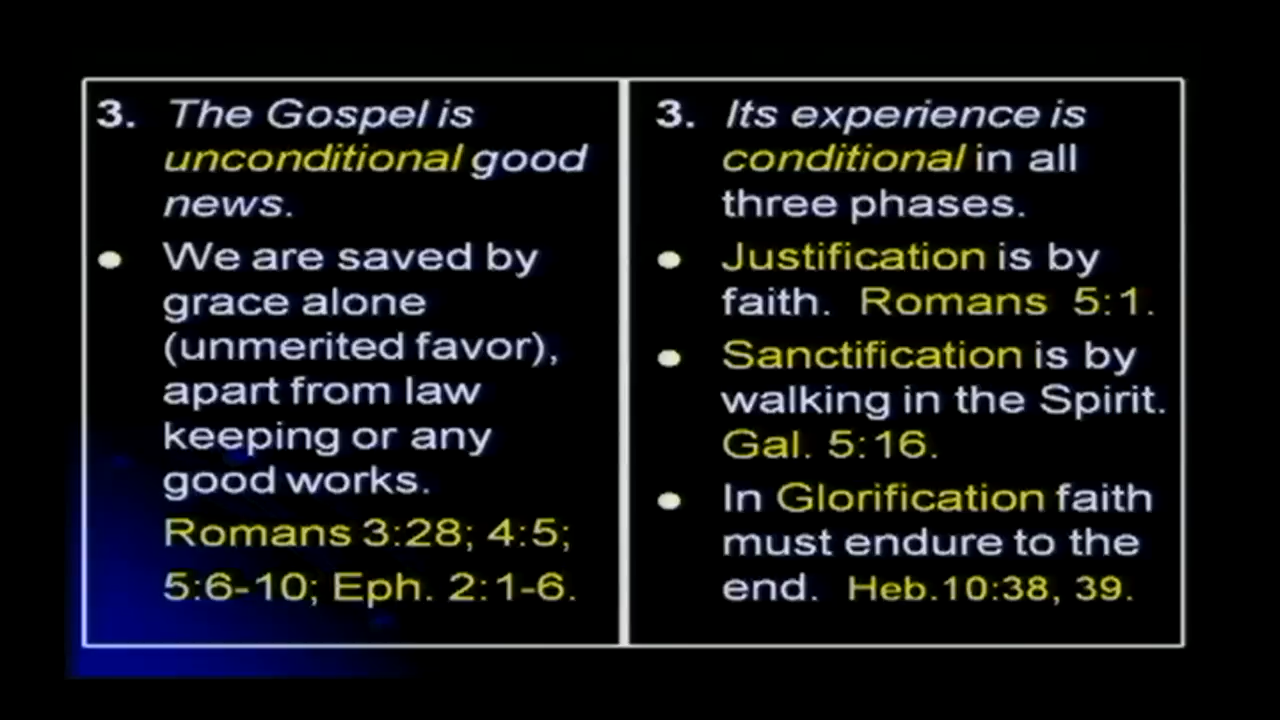 3. The Gospel is
unconditional good
news.
● We are saved by
grace alone
(unmerited favor),
apart from law
keeping or any
good works.
Romans 3:28; 4:5;
5:6-10; Eph. 2:1-6.
3. Its experience is
conditional in all
three phases.
● Justification is by
faith. Romans 5:1.
● Sanctification is by
walking in the Spirit.
Gal. 5:16.
● In Glorification faith
must endure to the
end. Heb.10:38, 39.